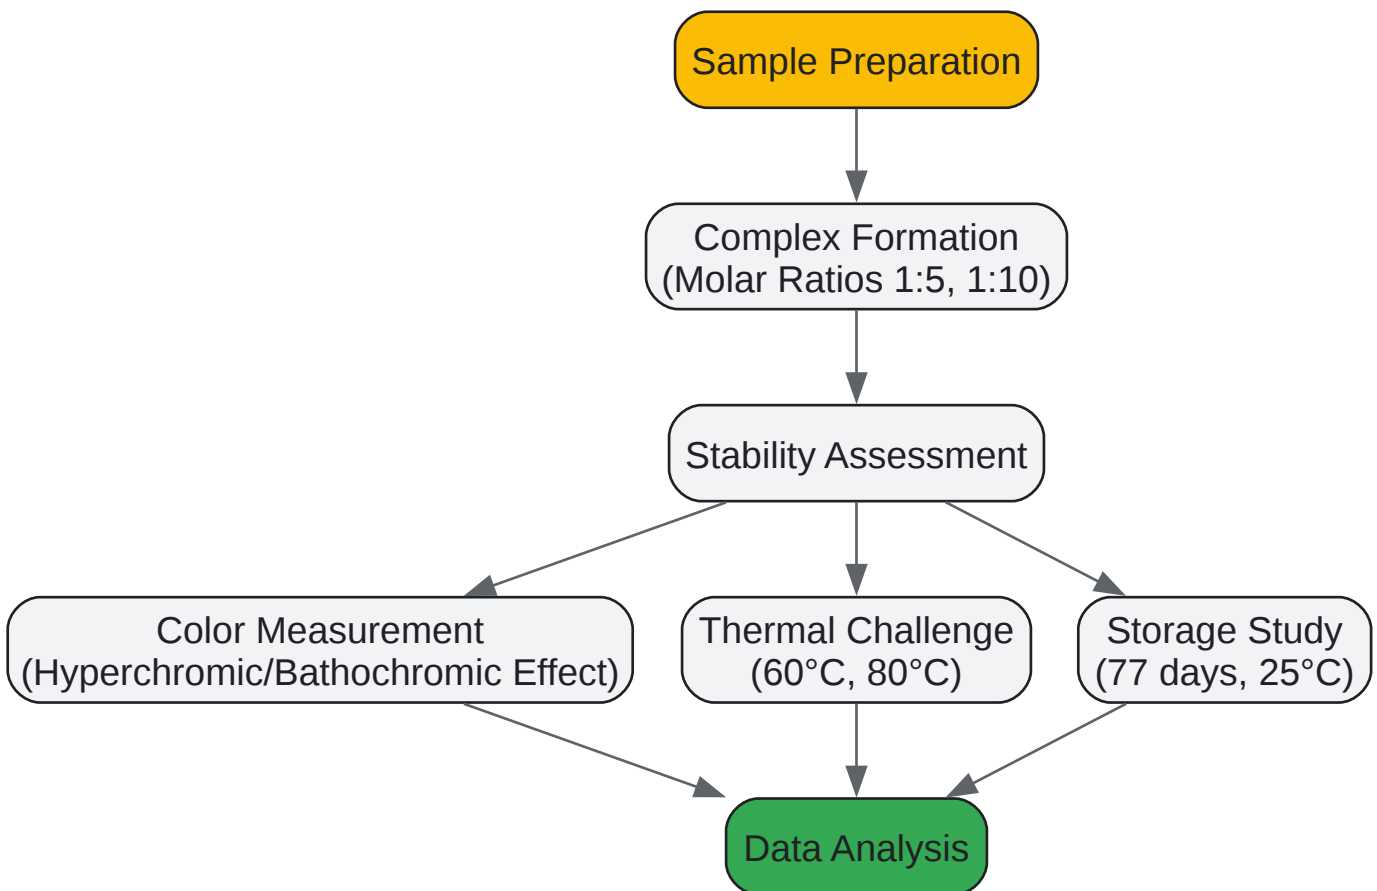 Sample Preparation
Complex Formation
(Molar Ratios 1:5, 1:10)
Stability Assessment
Color Measurement
(Hyperchromic/Bathochromic Effect)
Thermal Challenge
(60°C, 80°C)
Storage Study
(77 days, 25°C)
Data Analysis